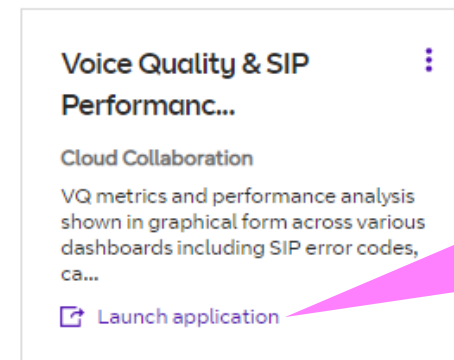 Voice Quality & SIP
Performanc...
Cloud Collaboration
VQ metrics and performance analysis
shown in graphical form across various
dashboards including SIP error codes,
ca...
Launch application